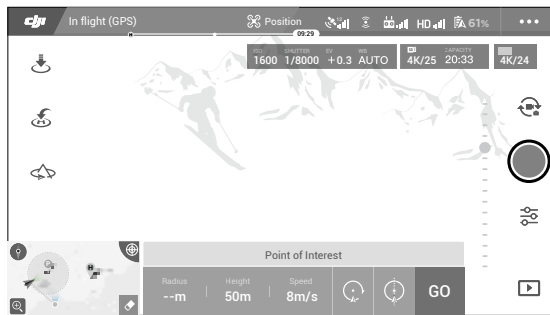 dji In flight (GPS) Position HD 61%
09:29
ISO SHUTTER EV WB CAPACITY
1600 1/8000 +0.3 AUTO 4K/25 20:33 4K/24
H
Point of Interest
Radius Height Speed
--m 50m 8m/s GO